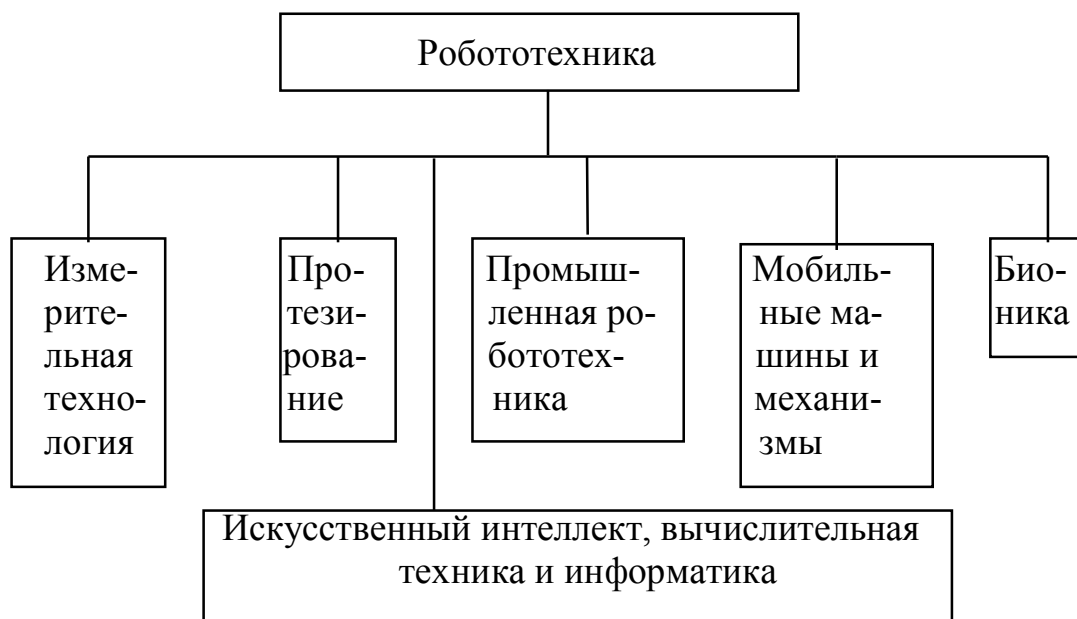 Робототехника
Изме-
рите-
льная
техно-
логия
Про-
тези-
рова-
ние
Промыш-
ленная ро-
бототех-
ника
Мобиль-
ные ма-
шины и
механи-
змы
Био-
ника
Искусственный интеллект, вычислительная
техника и информатика